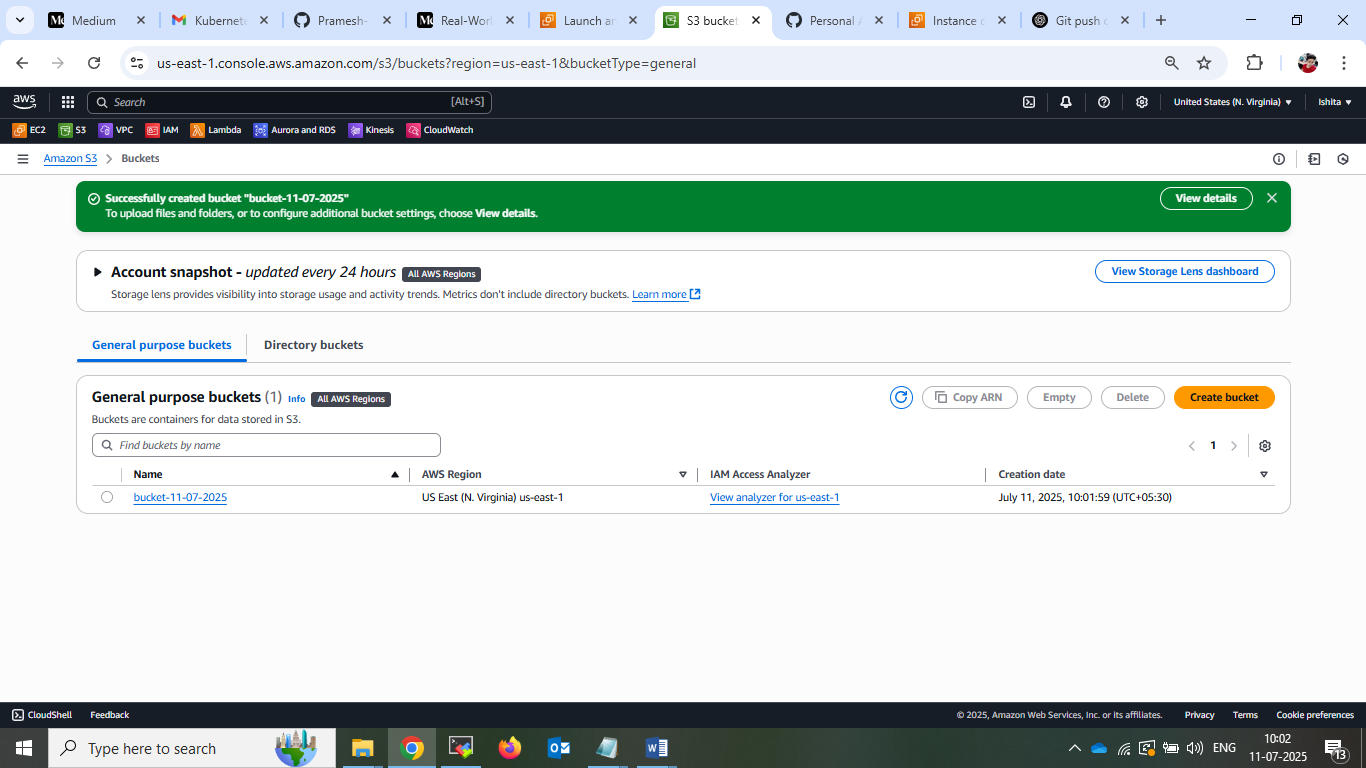 Medium
Kubernete
Pramesh-
Real-Wor
Launch an
S3 bucket
Personal A
Instance c
Git push c
us-east-1.console.aws.amazon.com/s3/buckets?region=us-east-1&bucketType=general
aws
Search [Alt+S]
United States (N. Virginia)
Ishita
EC2 S3 VPC IAM Lambda Aurora and RDS Kinesis CloudWatch
Amazon S3 > Buckets
Successfully created bucket "bucket-11-07-2025"
To upload files and folders, or to configure additional bucket settings, choose View details.
View details
Account snapshot - updated every 24 hours All AWS Regions
View Storage Lens dashboard
Storage lens provides visibility into storage usage and activity trends. Metrics don't include directory buckets. Learn more
General purpose buckets Directory buckets
General purpose buckets (1) Info All AWS Regions
Copy ARN Empty Delete Create bucket
Buckets are containers for data stored in S3.
Find buckets by name
1
Name AWS Region IAM Access Analyzer Creation date
bucket-11-07-2025 US East (N. Virginia) us-east-1 View analyzer for us-east-1 July 11, 2025, 10:01:59 (UTC+05:30)
CloudShell Feedback © 2025, Amazon Web Services, Inc. or its affiliates. Privacy Terms Cookie preferences
Type here to search
ENG
10:02
11-07-2025
13